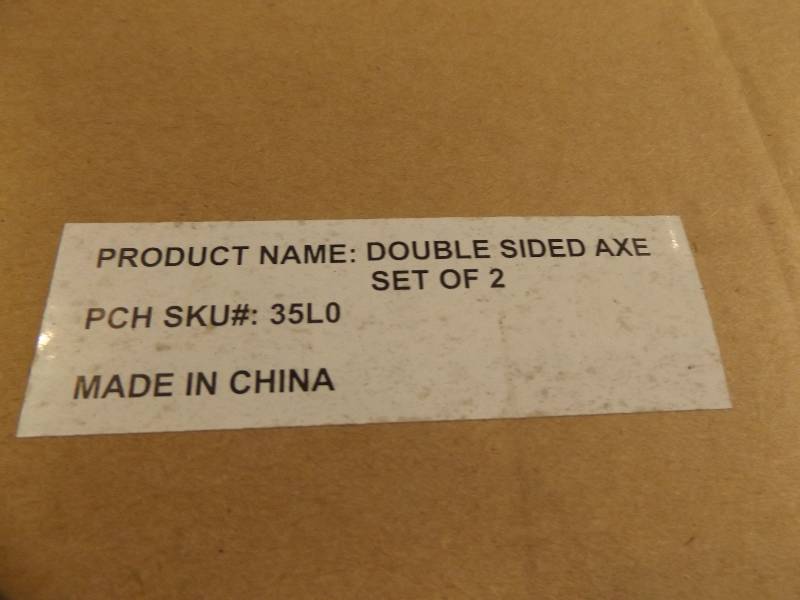 PRODUCT NAME: DOUBLE SIDED AXE
SET OF 2
PCH SKU#: 35L0
MADE IN CHINA